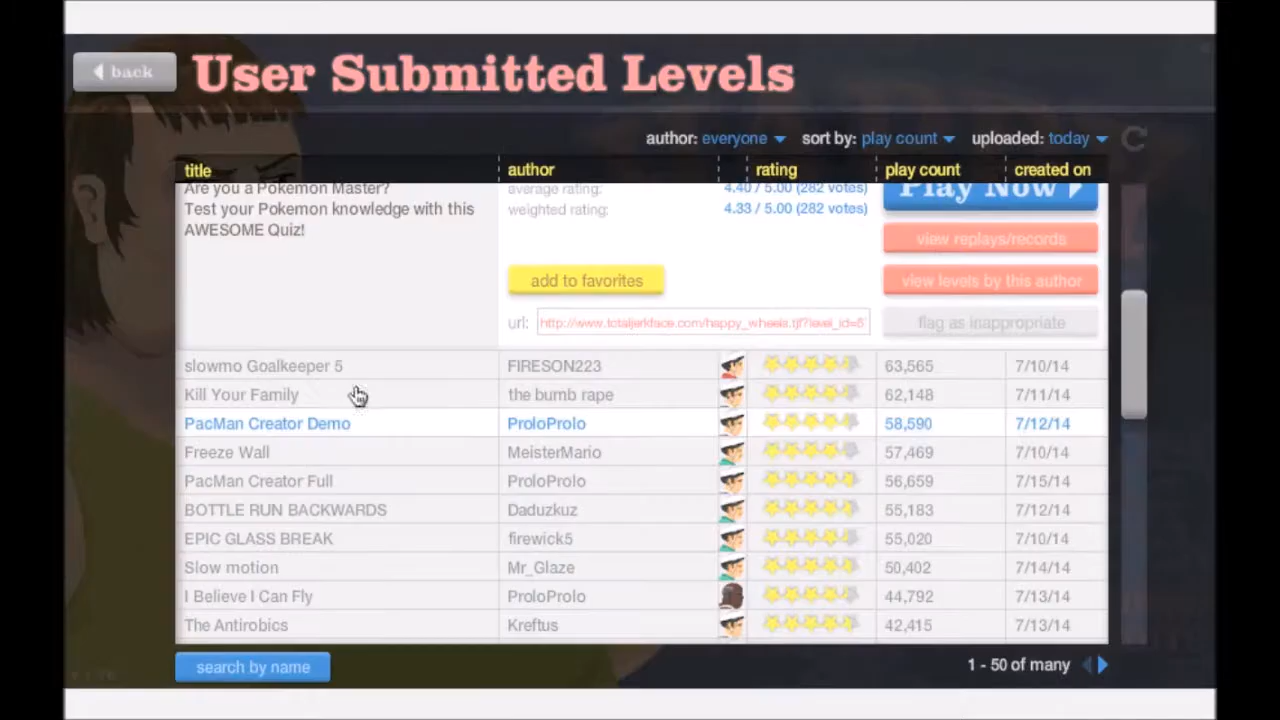 back
User Submitted Levels
author: everyone sort by: play count uploaded: today
title author rating play count created on
Are you a Pokemon Master?
Test your Pokemon knowledge with this
AWESOME Quiz!
average rating: 4.40 / 5.00 (282 votes)
weighted rating: 4.33 / 5.00 (282 votes)
Play Now
view replays/records
add to favorites
view levels by this author
url: http://www.totaljerkface.com/happy_wheels.tjf?level_id=6
flag as inappropriate
slowmo Goalkeeper 5 FIRESON223 63,565 7/10/14
Kill Your Family the bumb rape 62,148 7/11/14
PacMan Creator Demo ProloProlo 58,590 7/12/14
Freeze Wall MeisterMario 57,469 7/10/14
PacMan Creator Full ProloProlo 56,659 7/15/14
BOTTLE RUN BACKWARDS Daduzkuz 55,183 7/12/14
EPIC GLASS BREAK firewick5 55,020 7/10/14
Slow motion Mr_Glaze 50,402 7/14/14
I Believe I Can Fly ProloProlo 44,792 7/13/14
The Antirobics Kreftus 42,415 7/13/14
search by name
1 - 50 of many